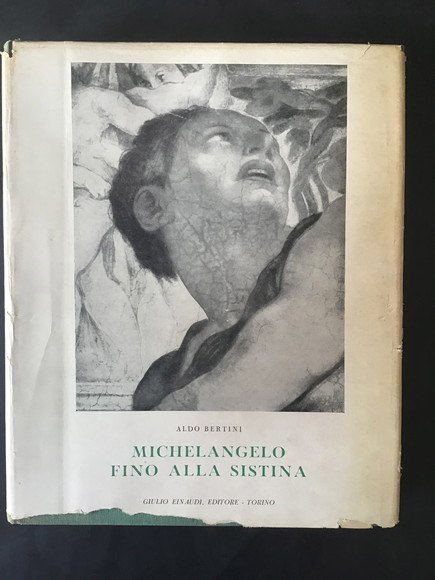 ALDO BERTINI
MICHELANGELO
FINO ALLA SISTINA
GIULIO EINAUDI, EDITORE - TORINO